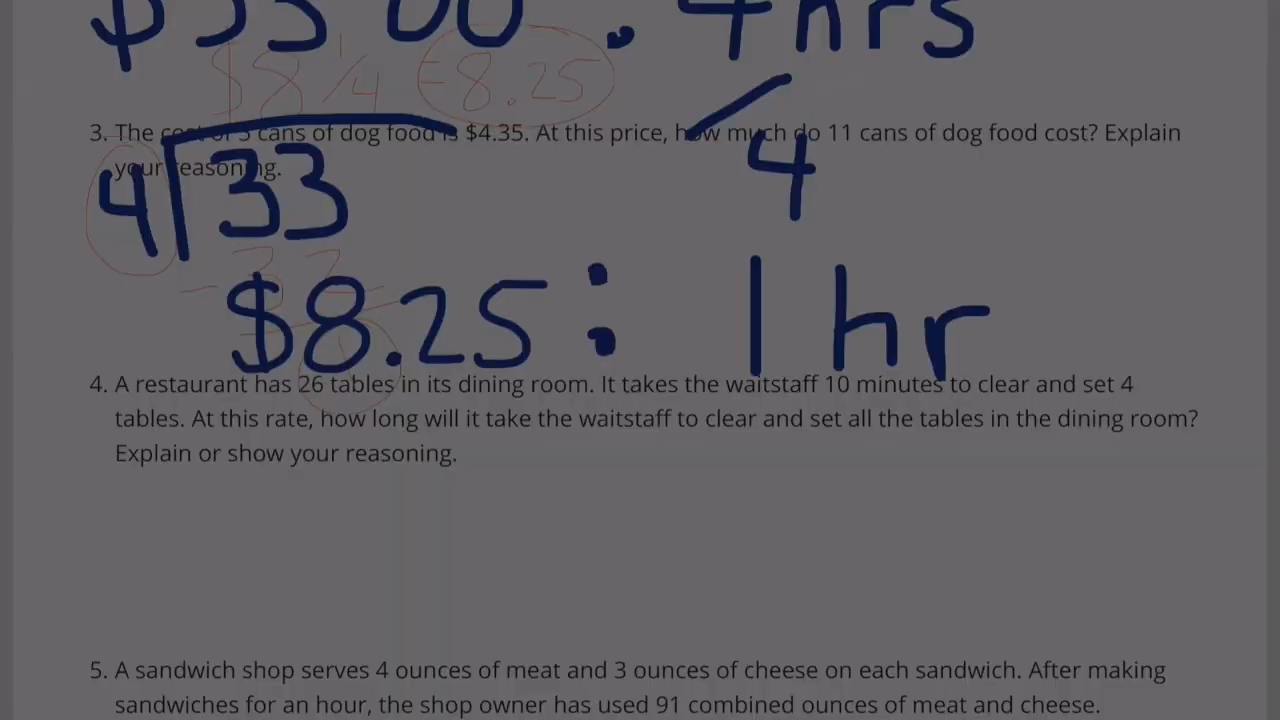 $33.00 : 4 hrs
$8 1/4 = 8.25
3. The cost of 5 cans of dog food is $4.35. At this price, how much do 11 cans of dog food cost? Explain
your reasoning.
4
4 33
- 32
1
$8.25 : 1 hr
4. A restaurant has 26 tables in its dining room. It takes the waitstaff 10 minutes to clear and set 4
tables. At this rate, how long will it take the waitstaff to clear and set all the tables in the dining room?
Explain or show your reasoning.
5. A sandwich shop serves 4 ounces of meat and 3 ounces of cheese on each sandwich. After making
sandwiches for an hour, the shop owner has used 91 combined ounces of meat and cheese.